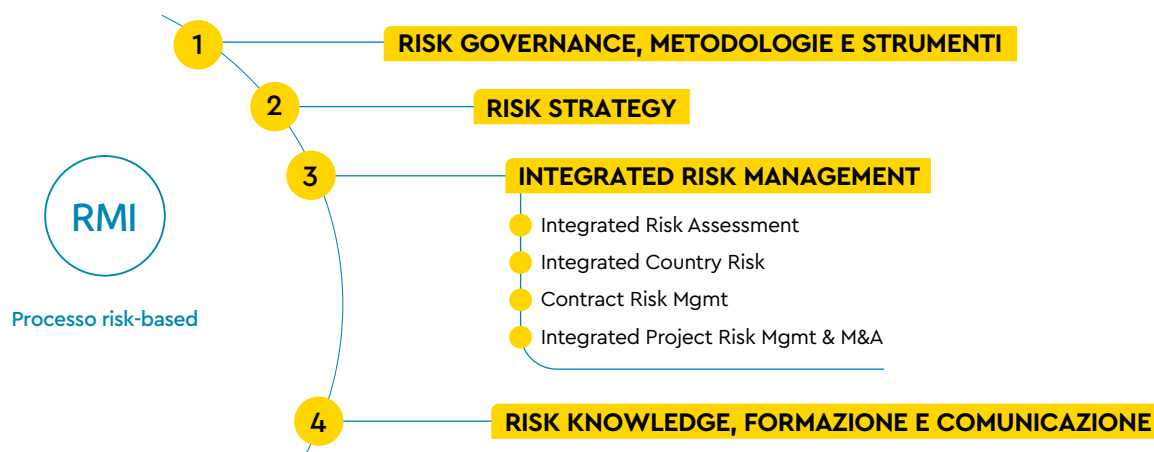 1
RISK GOVERNANCE, METODOLOGIE E STRUMENTI
2
RISK STRATEGY
3
INTEGRATED RISK MANAGEMENT
RMI
Processo risk-based
Integrated Risk Assessment
Integrated Country Risk
Contract Risk Mgmt
Integrated Project Risk Mgmt & M&A
4
RISK KNOWLEDGE, FORMAZIONE E COMUNICAZIONE